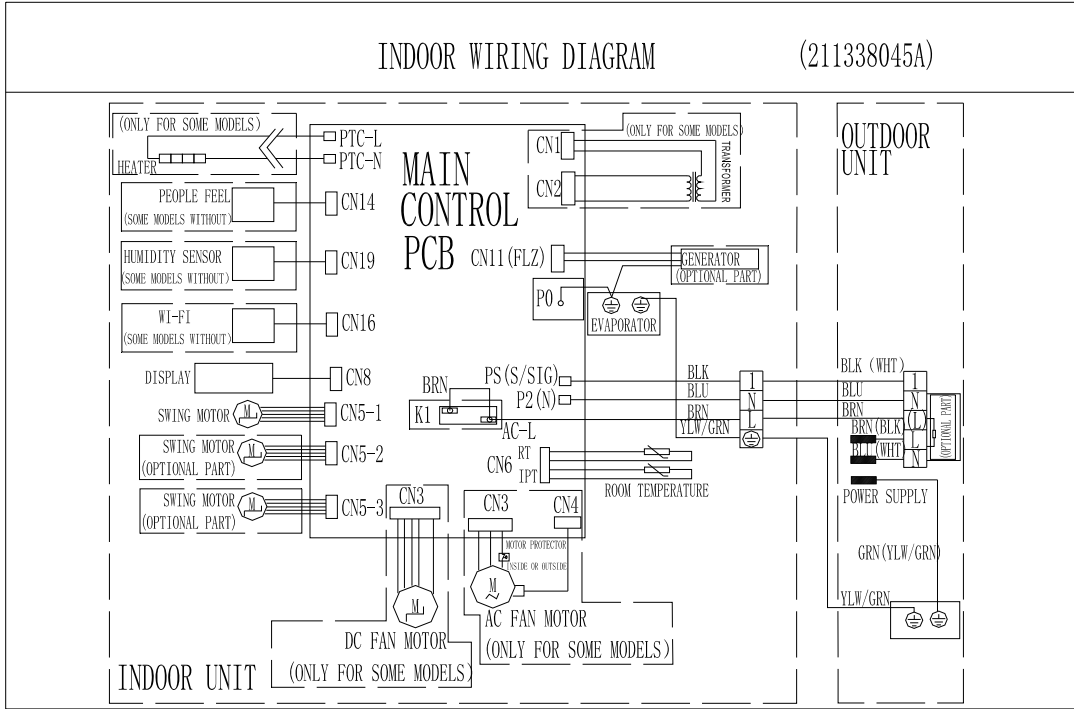 INDOOR WIRING DIAGRAM (211338045A)
(ONLY FOR SOME MODELS)
HEATER
PTC-L
PTC-N
PEOPLE FEEL
(SOME MODELS WITHOUT)
CN14
HUMIDITY SENSOR
(SOME MODELS WITHOUT)
CN19
WI-FI
(SOME MODELS WITHOUT)
CN16
DISPLAY
CN8
SWING MOTOR
M
CN5-1
SWING MOTOR
(OPTIONAL PART)
M
CN5-2
SWING MOTOR
(OPTIONAL PART)
M
CN5-3
MAIN
CONTROL
PCB
(ONLY FOR SOME MODELS)
CN1
CN2
TRANSFORMER
CN11(FLZ)
GENERATOR
(OPTIONAL PART)
P0
EVAPORATOR
PS(S/SIG)
P2(N)
BRN
K1
AC-L
BLK
BLU
BRN
YLW/GRN
1
N
L
CN6
RT
IPT
ROOM TEMPERATURE
CN3
M
DC FAN MOTOR
(ONLY FOR SOME MODELS)
CN3
CN4
MOTOR PROTECTOR
INSIDE OR OUTSIDE
M
AC FAN MOTOR
(ONLY FOR SOME MODELS)
INDOOR UNIT
OUTDOOR
UNIT
BLK(WHT)
BLU
BRN
BRN(BLK)
BLU(WHT)
1
N
(L)
L
N
(OPTIONAL PART)
POWER SUPPLY
GRN(YLW/GRN)
YLW/GRN